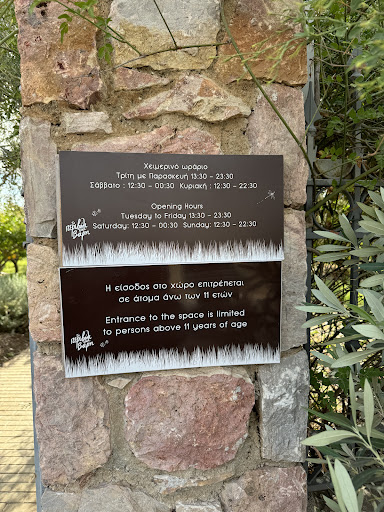 Χειμερινό ωράριο
Τρίτη με Παρασκευή 13:30 - 23:30
Σάββατο : 12:30 - 00:30 Κυριακή : 12:30 - 22:30
Opening Hours
Tuesday to Friday 13:30 - 23:30
Saturday: 12:30 - 00:30 Sunday: 12:30 - 22:30
Η είσοδος στο χώρο επιτρέπεται
σε άτομα άνω των 11 ετών
Entrance to the space is limited
to persons above 11 years of age